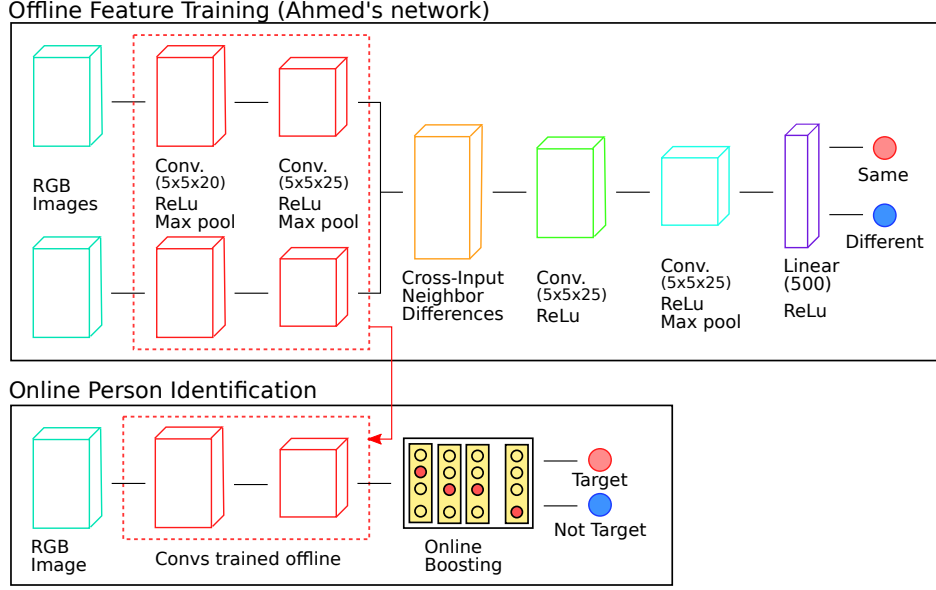 Offline Feature Training (Ahmed's network)
RGB
Images
Conv.
(5x5x20)
ReLu
Max pool
Conv.
(5x5x25)
ReLu
Max pool
Cross-Input
Neighbor
Differences
Conv.
(5x5x25)
ReLu
Conv.
(5x5x25)
ReLu
Max pool
Linear
(500)
ReLu
Same
Different
Online Person Identification
RGB
Image
Convs trained offline
Online
Boosting
Target
Not Target